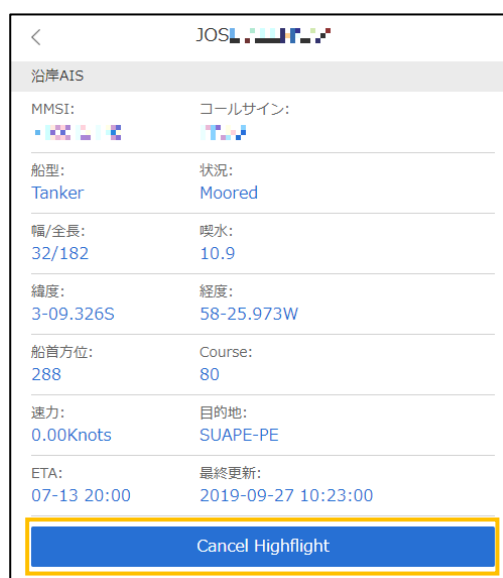 JOS
沿岸AIS
MMSI: コールサイン:
船型: 状況:
Tanker Moored
幅/全長: 喫水:
32/182 10.9
緯度: 経度:
3-09.326S 58-25.973W
船首方位: Course:
288 80
速力: 目的地:
0.00Knots SUAPE-PE
ETA: 最終更新:
07-13 20:00 2019-09-27 10:23:00
Cancel Highflight